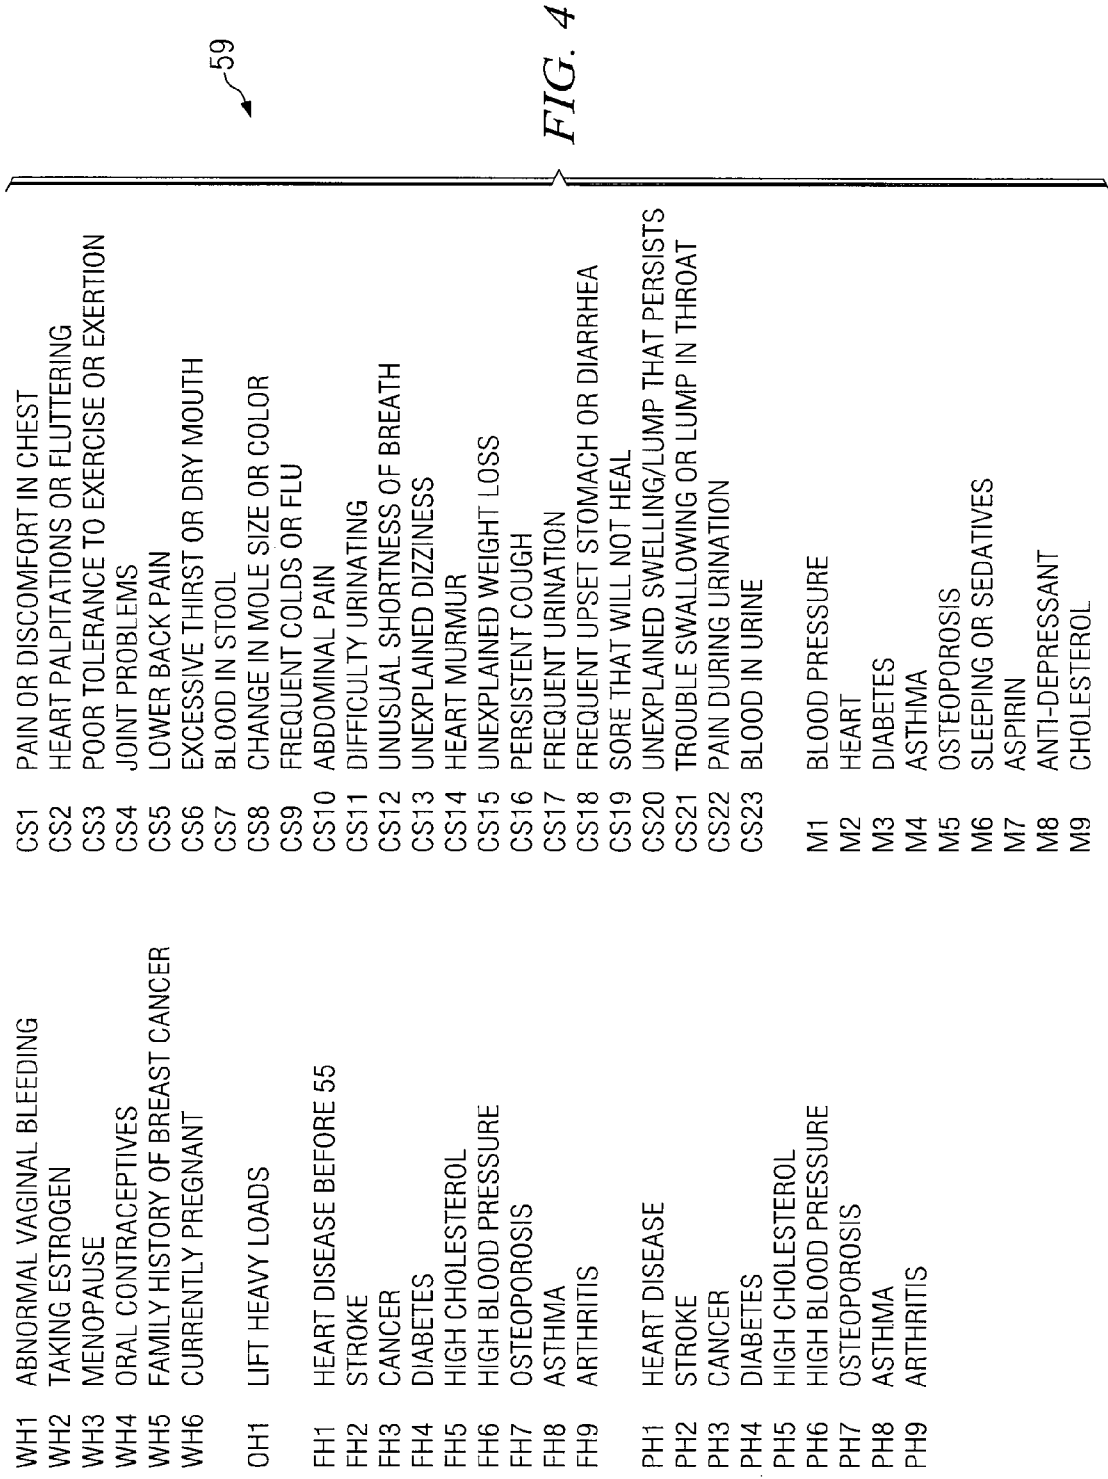 WH1 ABNORMAL VAGINAL BLEEDING
WH2 TAKING ESTROGEN
WH3 MENOPAUSE
WH4 ORAL CONTRACEPTIVES
WH5 FAMILY HISTORY OF BREAST CANCER
WH6 CURRENTLY PREGNANT
OH1 LIFT HEAVY LOADS
FH1 HEART DISEASE BEFORE 55
FH2 STROKE
FH3 CANCER
FH4 DIABETES
FH5 HIGH CHOLESTEROL
FH6 HIGH BLOOD PRESSURE
FH7 OSTEOPOROSIS
FH8 ASTHMA
FH9 ARTHRITIS
PH1 HEART DISEASE
PH2 STROKE
PH3 CANCER
PH4 DIABETES
PH5 HIGH CHOLESTEROL
PH6 HIGH BLOOD PRESSURE
PH7 OSTEOPOROSIS
PH8 ASTHMA
PH9 ARTHRITIS
CS1 PAIN OR DISCOMFORT IN CHEST
CS2 HEART PALPITATIONS OR FLUTTERING
CS3 POOR TOLERANCE TO EXERCISE OR EXERTION
CS4 JOINT PROBLEMS
CS5 LOWER BACK PAIN
CS6 EXCESSIVE THIRST OR DRY MOUTH
CS7 BLOOD IN STOOL
CS8 CHANGE IN MOLE SIZE OR COLOR
CS9 FREQUENT COLDS OR FLU
CS10 ABDOMINAL PAIN
CS11 DIFFICULTY URINATING
CS12 UNUSUAL SHORTNESS OF BREATH
CS13 UNEXPLAINED DIZZINESS
CS14 HEART MURMUR
CS15 UNEXPLAINED WEIGHT LOSS
CS16 PERSISTENT COUGH
CS17 FREQUENT URINATION
CS18 FREQUENT UPSET STOMACH OR DIARRHEA
CS19 SORE THAT WILL NOT HEAL
CS20 UNEXPLAINED SWELLING/LUMP THAT PERSISTS
CS21 TROUBLE SWALLOWING OR LUMP IN THROAT
CS22 PAIN DURING URINATION
CS23 BLOOD IN URINE
M1 BLOOD PRESSURE
M2 HEART
M3 DIABETES
M4 ASTHMA
M5 OSTEOPOROSIS
M6 SLEEPING OR SEDATIVES
M7 ASPIRIN
M8 ANTI-DEPRESSANT
M9 CHOLESTEROL
59
FIG. 4